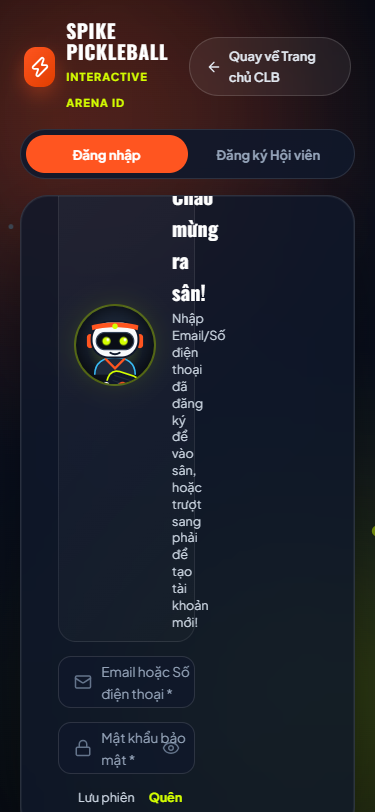 SPIKE
PICKLEBALL
INTERACTIVE
ARENA ID
Quay về Trang
chủ CLB
Đăng nhập
Đăng ký Hội viên
Chào
mừng
ra
sân!
Nhập
Email/Số
điện
thoại
đã
đăng
ký
để
vào
sân,
hoặc
trượt
sang
phải
để
tạo
tài
khoản
mới!
Email hoặc Số
điện thoại *
Mật khẩu bảo
mật *
Lưu phiên
Quên